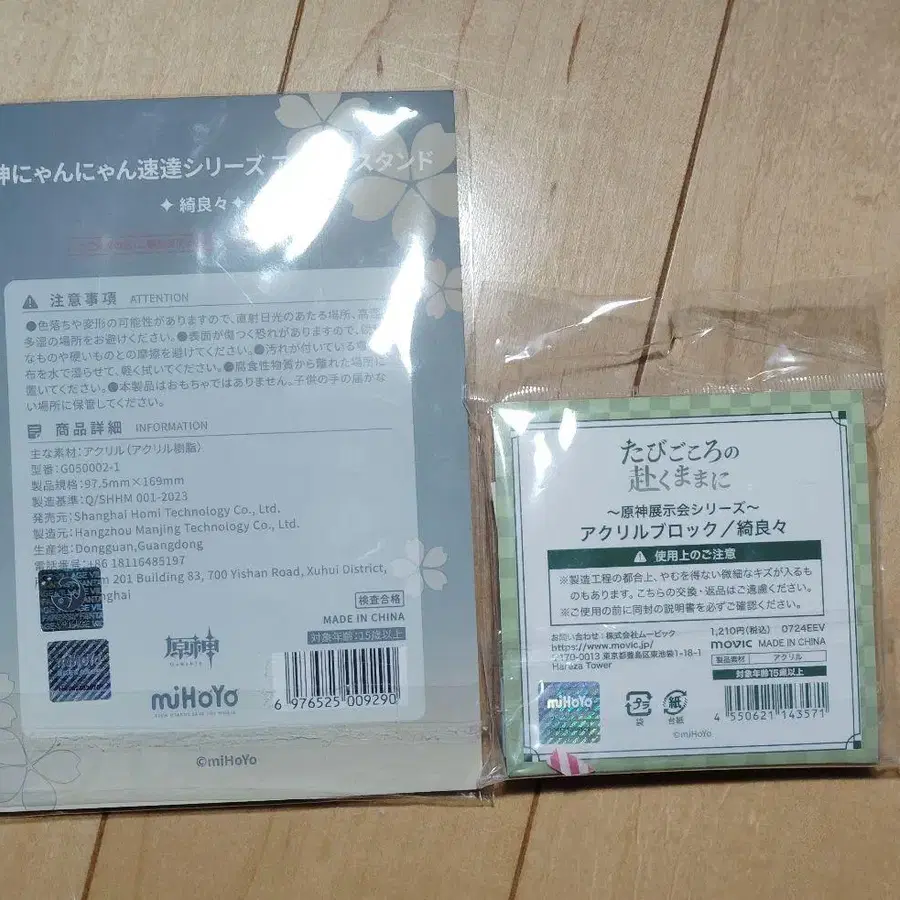 神にゃんにゃん速達シリーズ スタンド
✦ 綺良々 ✦
注意事項 ATTENTION
●色落ちや変形の可能性がありますので、直射日光のあたる場所、高温
多湿の場所をお避けください。●表面が傷つく恐れがありますので、
なものや硬いものとの摩擦を避けてください。●汚れが付いている
布を水で湿らせて、軽く拭いてください。●腐食性物質から離れた場所に
置いてください。●本製品はおもちゃではありません。子供の手の届かな
い場所に保管してください。
商品詳細 INFORMATION
主な素材：アクリル（アクリル樹脂）
型番：G050002-1
製品規格：97.5mm×169mm
製造基準：Q/SHHM 001-2023
発売元：Shanghai Homi Technology Co., Ltd.
製造元：Hangzhou Manjing Technology Co., Ltd.
生産地：Dongguan,Guangdong
電話番号：+86 18116485197
201 Building 83, 700 Yishan Road, Xuhui District,
検査合格
MADE IN CHINA
対象年齢：15歳以上
原神
miHoYo
6 976525 009290
©miHoYo
たびごころの
赴くままに
～原神展示会シリーズ～
アクリルブロック／綺良々
使用上のご注意
※製造工程の都合上、やむを得ない微細なキズが入るも
のもあります。こちらの交換・返品はご遠慮ください。
※ご使用の前に同封の説明書を必ずご確認ください。
お問い合わせ：株式会社ムービック
https://www.movic.jp/
〒170-0013 東京都豊島区東池袋1-18-1
Hareza Tower
1,210円(税込) 0724EEV
movic MADE IN CHINA
製品素材 アクリル
対象年齢15歳以上
miHoYo
袋
紙
台紙
4 550621 143571
©miHoYo